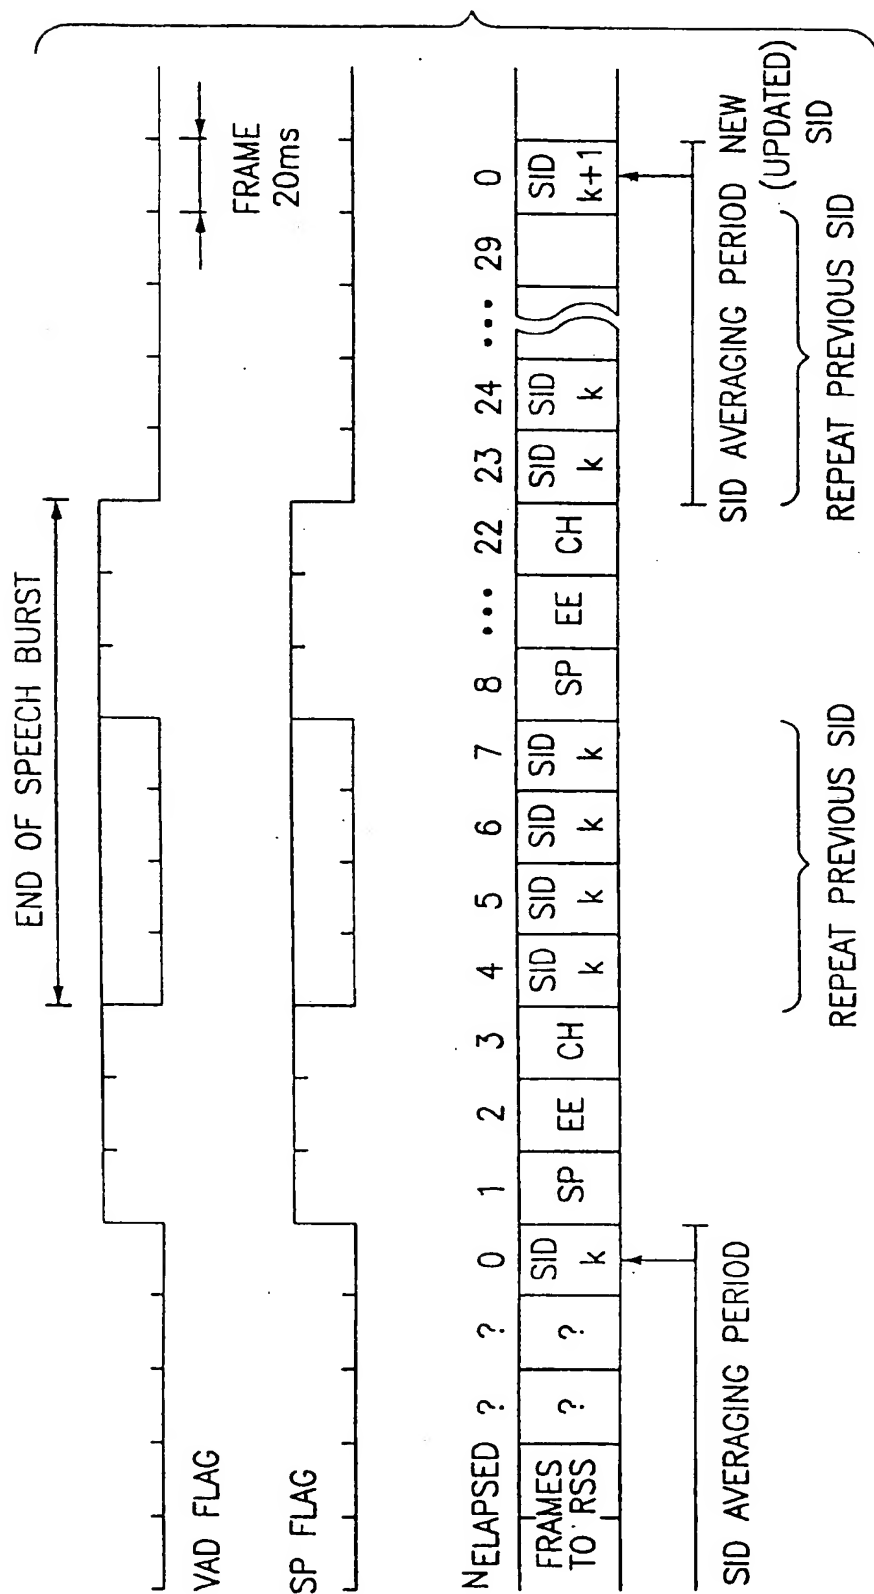 END OF SPEECH BURST
VAD FLAG
FRAME
20ms
SP FLAG
NELAPSED ? ? 0 1 2 3 4 5 6 7 8 ••• 22 23 24 ••• 29 0
FRAMES
TO RSS
?
?
SID
k
SP
EE
CH
SID
k
SID
k
SID
k
SID
k
SP
EE
CH
SID
k
SID
k
SID
k+1
SID AVERAGING PERIOD
SID AVERAGING PERIOD
NEW
(UPDATED)
SID
REPEAT PREVIOUS SID
REPEAT PREVIOUS SID